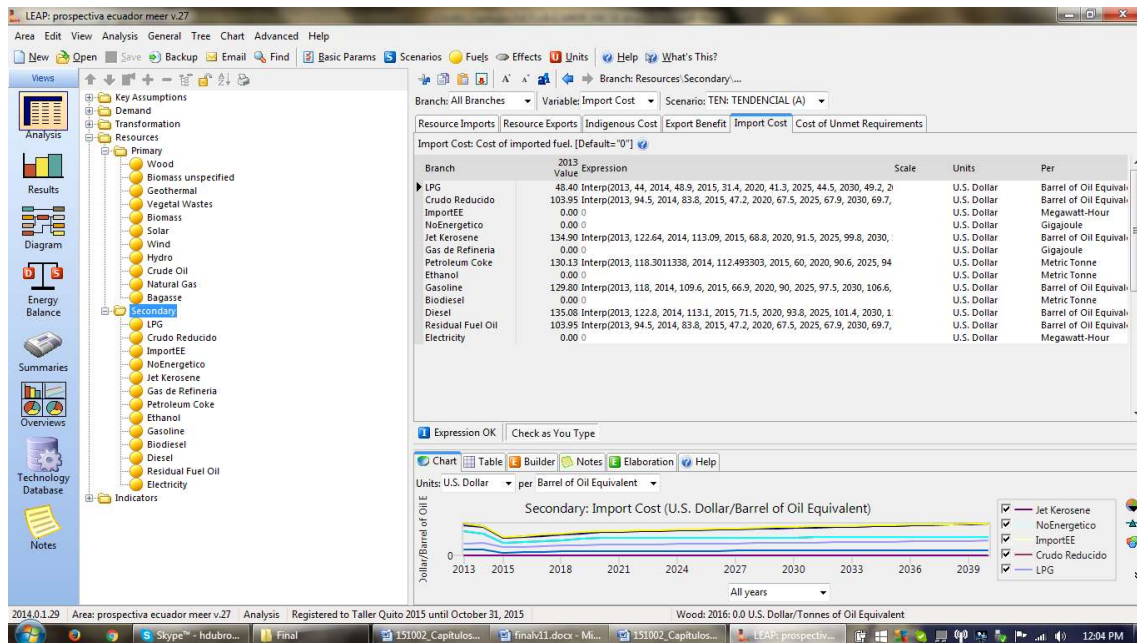 LEAP: prospectiva ecuador meer v.27
Area Edit View Analysis General Tree Chart Advanced Help
New Open Save Backup Email Find Basic Params Scenarios Fuels Effects Units Help What's This?
Views
Analysis
Results
Diagram
Energy Balance
Summaries
Overviews
Technology Database
Notes
Key Assumptions
Demand
Transformation
Resources
Primary
Wood
Biomass unspecified
Geothermal
Vegetal Wastes
Biomass
Solar
Wind
Hydro
Crude Oil
Natural Gas
Bagasse
Secondary
LPG
Crudo Reducido
ImportEE
NoEnergetico
Jet Kerosene
Gas de Refineria
Petroleum Coke
Ethanol
Gasoline
Biodiesel
Diesel
Residual Fuel Oil
Electricity
Indicators
Branch: Resources\Secondary\...
Branch: All Branches Variable: Import Cost Scenario: TEN: TENDENCIAL (A)
Resource Imports Resource Exports Indigenous Cost Export Benefit Import Cost Cost of Unmet Requirements
Import Cost: Cost of imported fuel. [Default="0"]
Branch 2013 Value Expression Scale Units Per
LPG 48.40 Interp(2013, 44, 2014, 48.9, 2015, 31.4, 2020, 41.3, 2025, 44.5, 2030, 49.2, 2 U.S. Dollar Barrel of Oil Equival
Crudo Reducido 103.95 Interp(2013, 94.5, 2014, 83.8, 2015, 47.2, 2020, 67.5, 2025, 67.9, 2030, 69.7, U.S. Dollar Barrel of Oil Equival
ImportEE 0.00 0 U.S. Dollar Megawatt-Hour
NoEnergetico 0.00 0 U.S. Dollar Gigajoule
Jet Kerosene 134.90 Interp(2013, 122.64, 2014, 113.09, 2015, 68.8, 2020, 91.5, 2025, 99.8, 2030, U.S. Dollar Barrel of Oil Equival
Gas de Refineria 0.00 0 U.S. Dollar Gigajoule
Petroleum Coke 130.13 Interp(2013, 118.3011338, 2014, 112.493303, 2015, 60, 2020, 90.6, 2025, 94 U.S. Dollar Metric Tonne
Ethanol 0.00 0 U.S. Dollar Metric Tonne
Gasoline 129.80 Interp(2013, 118, 2014, 109.6, 2015, 66.9, 2020, 90, 2025, 97.5, 2030, 106.6, U.S. Dollar Barrel of Oil Equival
Biodiesel 0.00 0 U.S. Dollar Metric Tonne
Diesel 135.08 Interp(2013, 122.8, 2014, 113.1, 2015, 71.5, 2020, 93.8, 2025, 101.4, 2030, 1 U.S. Dollar Barrel of Oil Equival
Residual Fuel Oil 103.95 Interp(2013, 94.5, 2014, 83.8, 2015, 47.2, 2020, 67.5, 2025, 67.9, 2030, 69.7, U.S. Dollar Barrel of Oil Equival
Electricity 0.00 0 U.S. Dollar Megawatt-Hour
Expression OK Check as You Type
Chart Table Builder Notes Elaboration Help
Units: U.S. Dollar per Barrel of Oil Equivalent
Secondary: Import Cost (U.S. Dollar/Barrel of Oil Equivalent)
Dollar/Barrel of Oil E
0
2013 2015 2018 2021 2024 2027 2030 2033 2036 2039
Jet Kerosene
NoEnergetico
ImportEE
Crudo Reducido
LPG
All years
2014.0.1.29 Area: prospectiva ecuador meer v.27 Analysis Registered to Taller Quito 2015 until October 31, 2015 Wood: 2016: 0.0 U.S. Dollar/Tonnes of Oil Equivalent
Skype™ - hdubro... Final 151002_Capítulos... finalv11.docx - Mi... 151002_Capítulos... LEAP: prospectiv... 12:04 PM